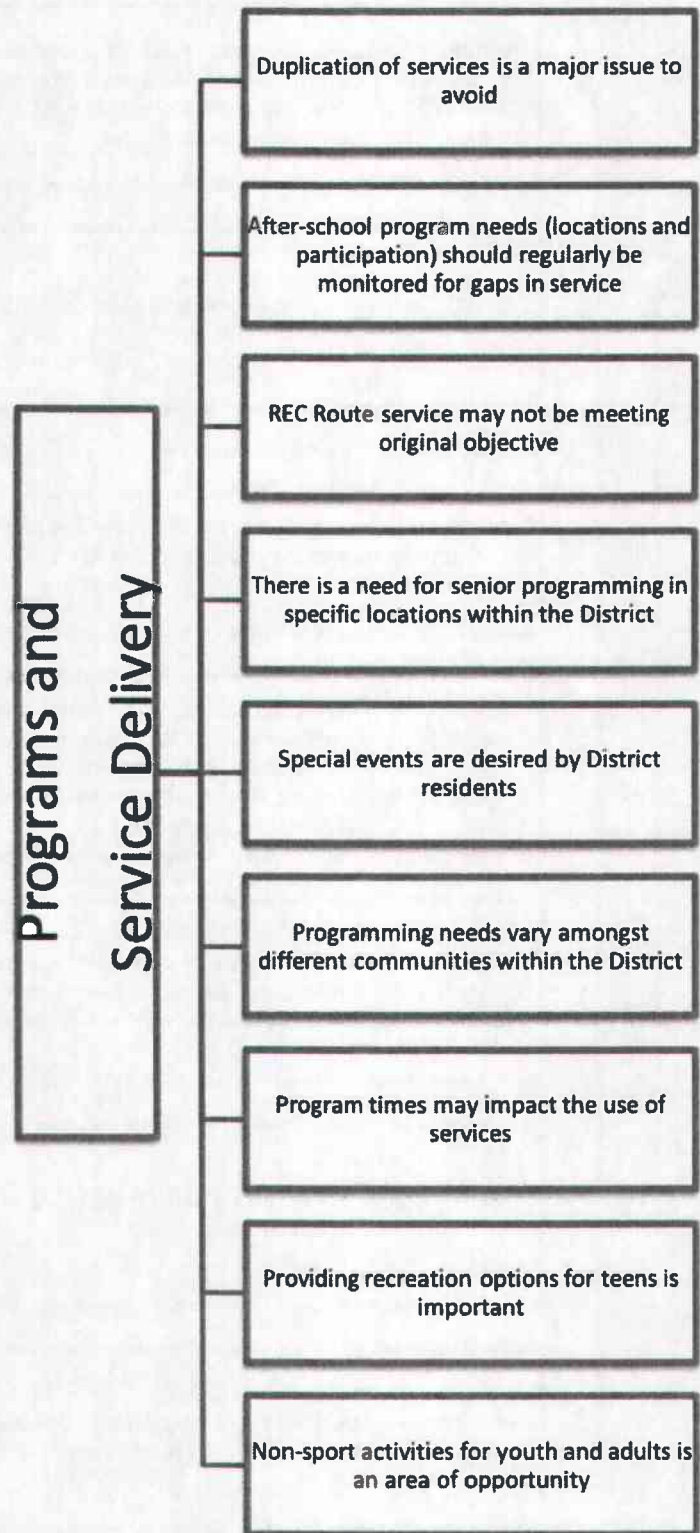 Programs and
Service Delivery
Duplication of services is a major issue to
avoid
After-school program needs (locations and
participation) should regularly be
monitored for gaps in service
REC Route service may not be meeting
original objective
There is a need for senior programming in
specific locations within the District
Special events are desired by District
residents
Programming needs vary amongst
different communities within the District
Program times may impact the use of
services
Providing recreation options for teens is
important
Non-sport activities for youth and adults is
an area of opportunity